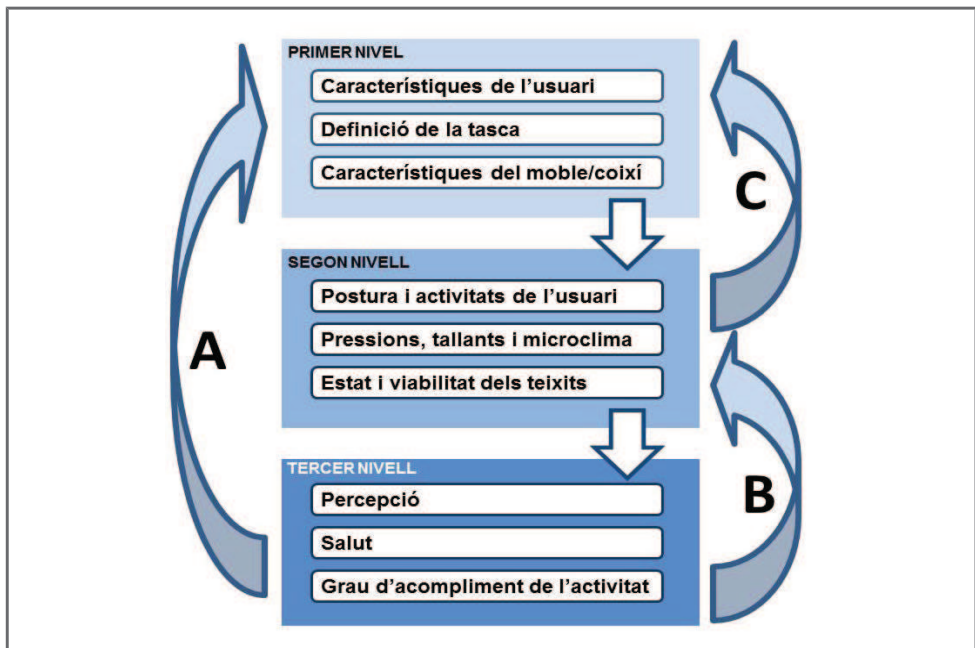 PRIMER NIVEL
Característiques de l’usuari
Definició de la tasca
Característiques del moble/coixí
C
SEGON NIVELL
Postura i activitats de l’usuari
Pressions, tallants i microclima
Estat i viabilitat dels teixits
A
TERCER NIVELL
Percepció
B
Salut
Grau d’acompliment de l’activitat